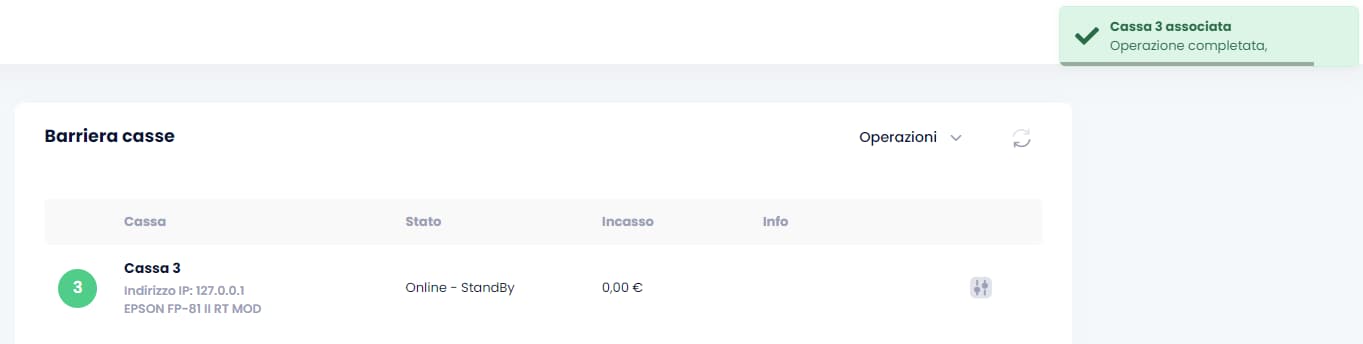 Cassa 3 associata
Operazione completata,
Barriera casse
Operazioni
Cassa Stato Incasso Info
3
Cassa 3
Indirizzo IP: 127.0.0.1
EPSON FP-81 II RT MOD
Online - StandBy
0,00 €